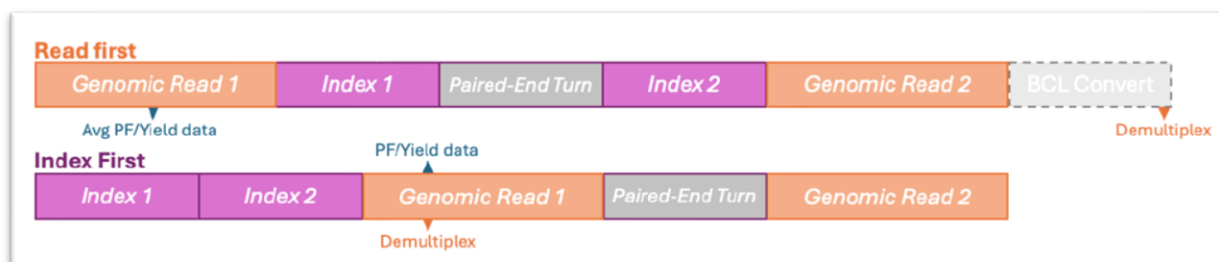 Read first
Genomic Read 1 Index 1 Paired-End Turn Index 2 Genomic Read 2 BCL Convert
Avg PF/Yield data
Demultiplex
PF/Yield data
Index First
Index 1 Index 2 Genomic Read 1 Paired-End Turn Genomic Read 2
Demultiplex